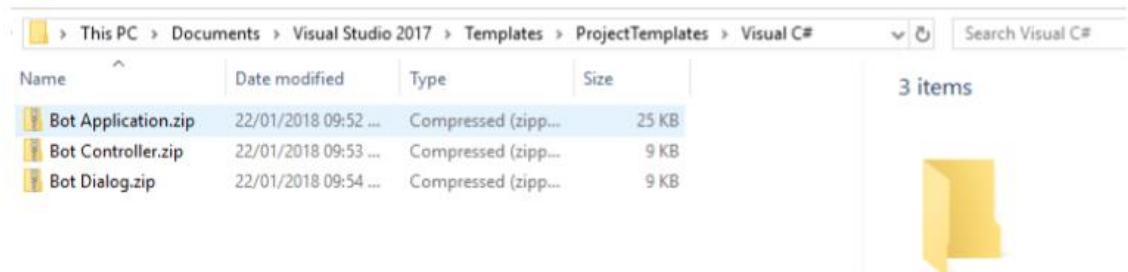 This PC > Documents > Visual Studio 2017 > Templates > ProjectTemplates > Visual C# Search Visual C#
Name Date modified Type Size 3 items
Bot Application.zip 22/01/2018 09:52 ... Compressed (zipp... 25 KB
Bot Controller.zip 22/01/2018 09:53 ... Compressed (zipp... 9 KB
Bot Dialog.zip 22/01/2018 09:54 ... Compressed (zipp... 9 KB